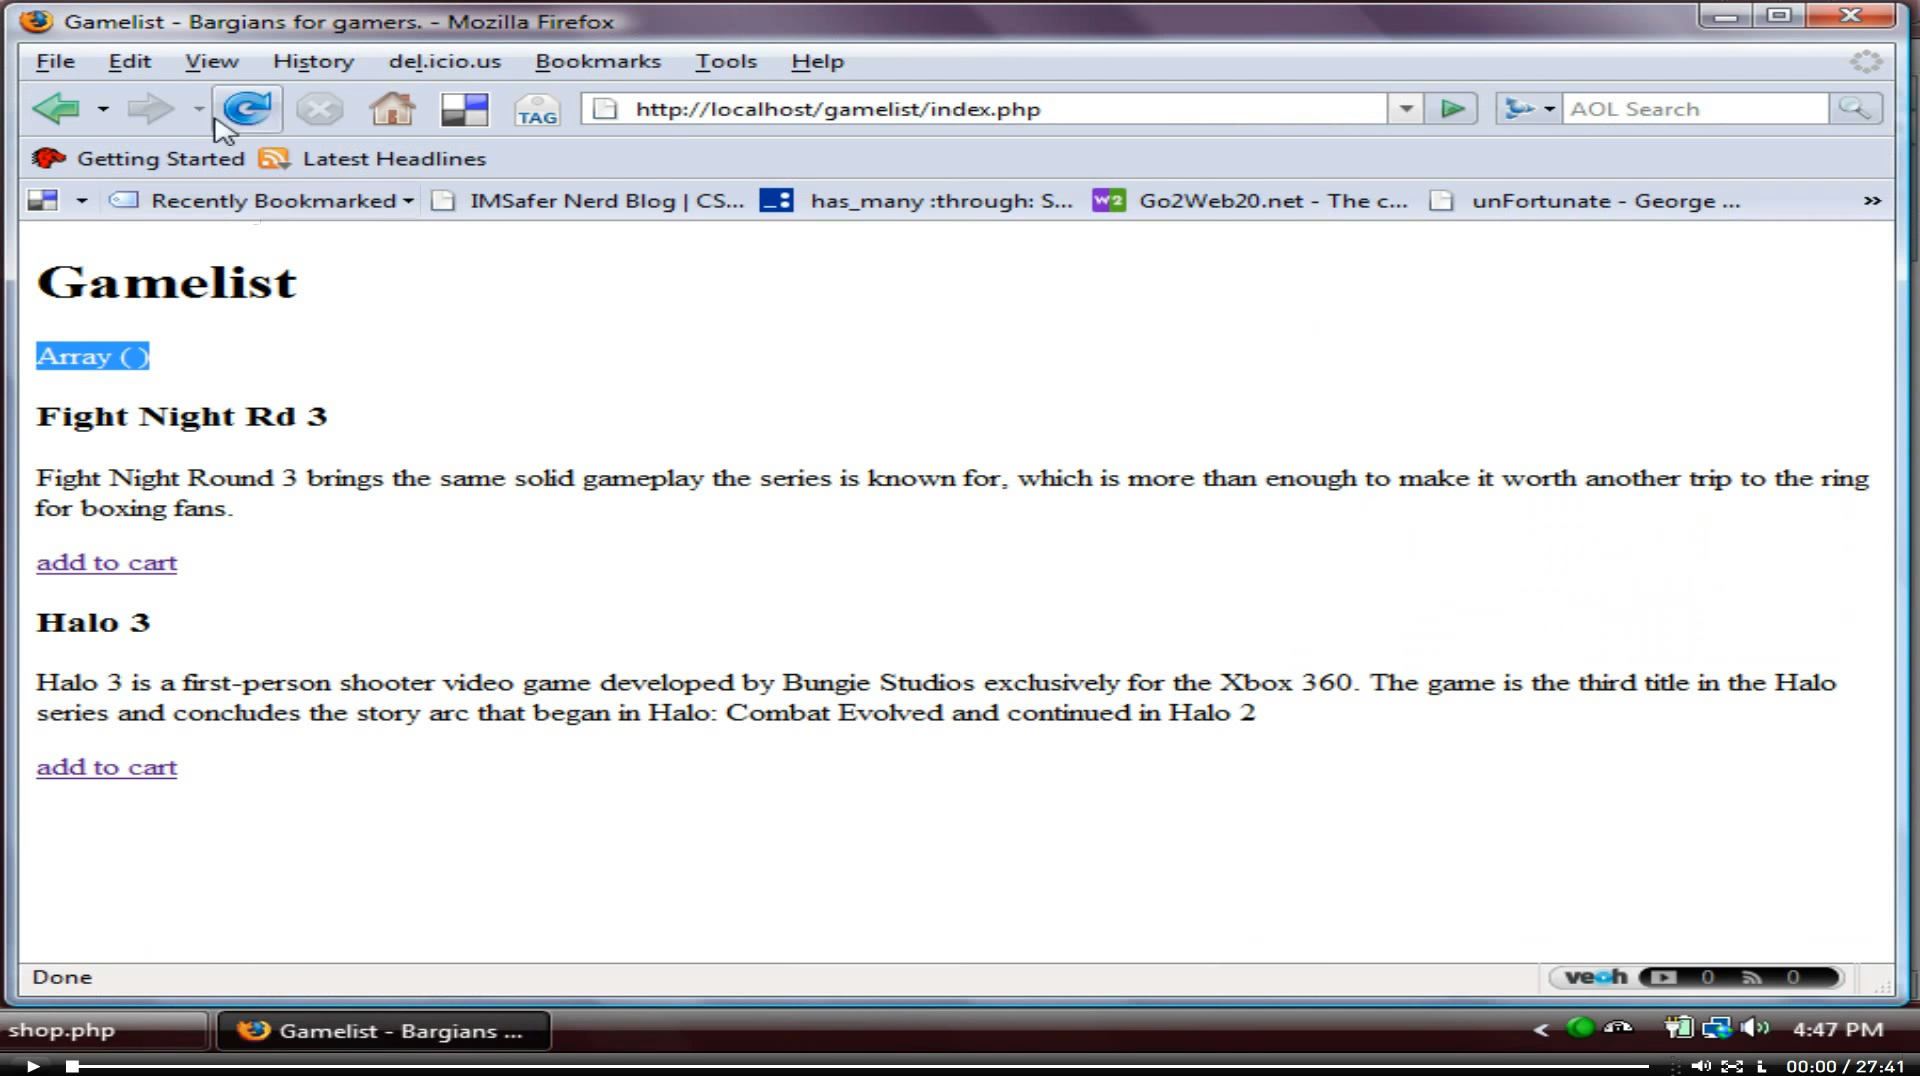 Gamelist - Bargians for gamers. - Mozilla Firefox
File Edit View History del.icio.us Bookmarks Tools Help
TAG http://localhost/gamelist/index.php AOL Search
Getting Started Latest Headlines
Recently Bookmarked IMSafer Nerd Blog | CS... has_many :through: S... w2 Go2Web20.net - The c... unFortunate - George ... »
Gamelist
Array ( )
Fight Night Rd 3
Fight Night Round 3 brings the same solid gameplay the series is known for, which is more than enough to make it worth another trip to the ring
for boxing fans.
add to cart
Halo 3
Halo 3 is a first-person shooter video game developed by Bungie Studios exclusively for the Xbox 360. The game is the third title in the Halo
series and concludes the story arc that began in Halo: Combat Evolved and continued in Halo 2
add to cart
Done veoh 0 0
shop.php Gamelist - Bargians ... < 4:47 PM
L 00:00 / 27:41